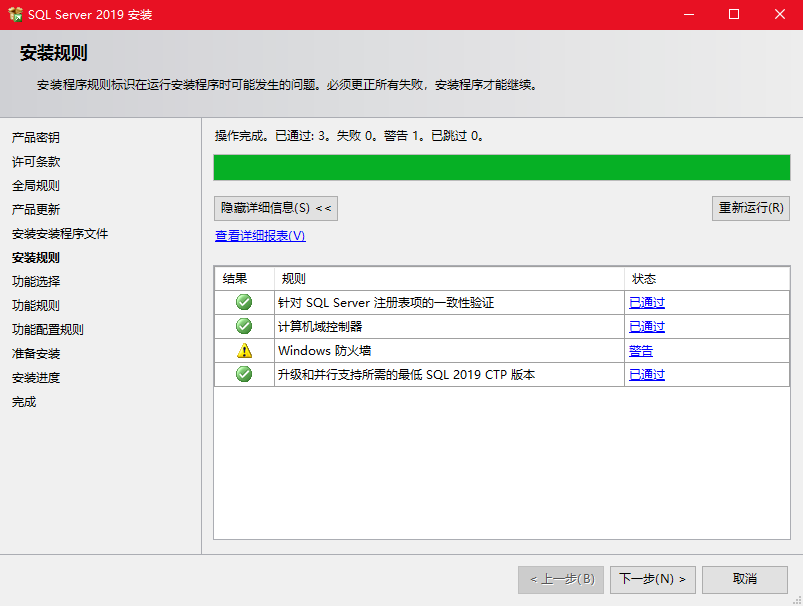 SQL Server 2019 安装
安装规则
安装程序规则标识在运行安装程序时可能发生的问题。必须更正所有失败，安装程序才能继续。
产品密钥
许可条款
全局规则
产品更新
安装安装程序文件
安装规则
功能选择
功能规则
功能配置规则
准备安装
安装进度
完成
操作完成。已通过: 3。失败 0。警告 1。已跳过 0。
隐藏详细信息(S) <<
重新运行(R)
查看详细报表(V)
结果 规则 状态
针对 SQL Server 注册表项的一致性验证 已通过
计算机域控制器 已通过
Windows 防火墙 警告
升级和并行支持所需的最低 SQL 2019 CTP 版本 已通过
< 上一步(B) 下一步(N) > 取消